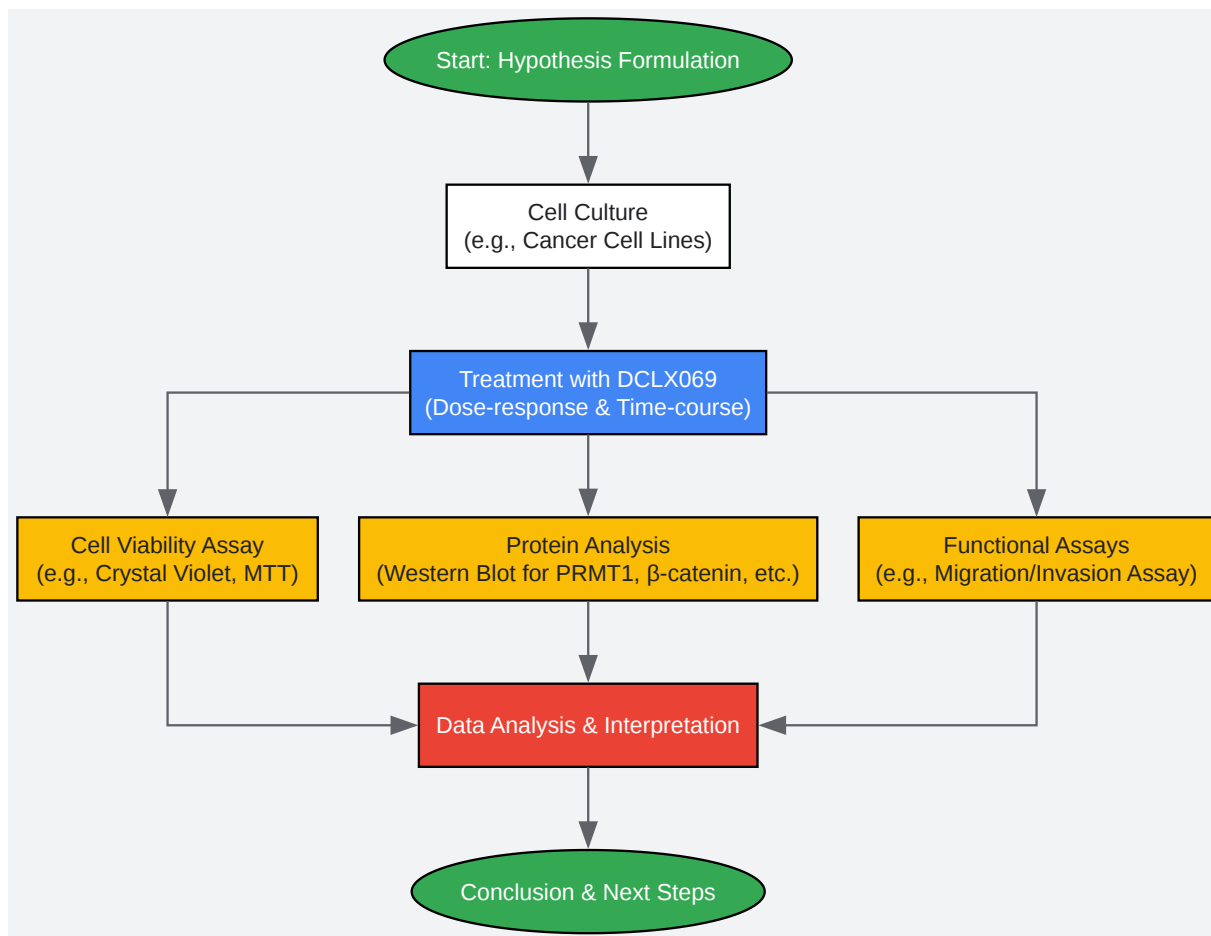 Start: Hypothesis Formulation
Cell Culture
(e.g., Cancer Cell Lines)
Treatment with DCLX069
(Dose-response & Time-course)
Cell Viability Assay
(e.g., Crystal Violet, MTT)
Protein Analysis
(Western Blot for PRMT1, β-catenin, etc.)
Functional Assays
(e.g., Migration/Invasion Assay)
Data Analysis & Interpretation
Conclusion & Next Steps